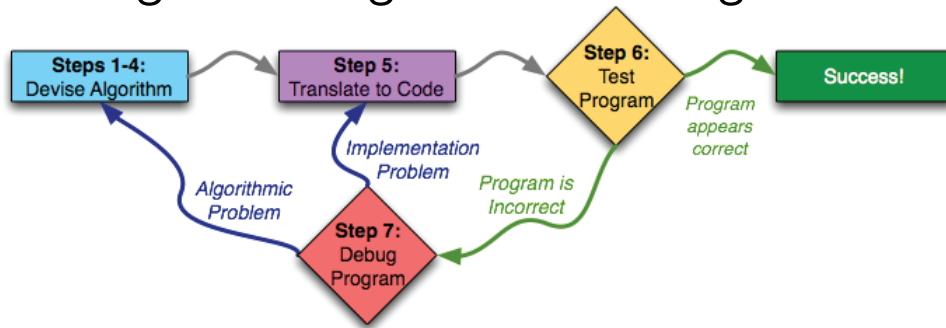 Steps 1-4:
Devise Algorithm
Step 5:
Translate to Code
Step 6:
Test
Program
Success!
Program
appears
correct
Implementation
Problem
Algorithmic
Problem
Program is
Incorrect
Step 7:
Debug
Program